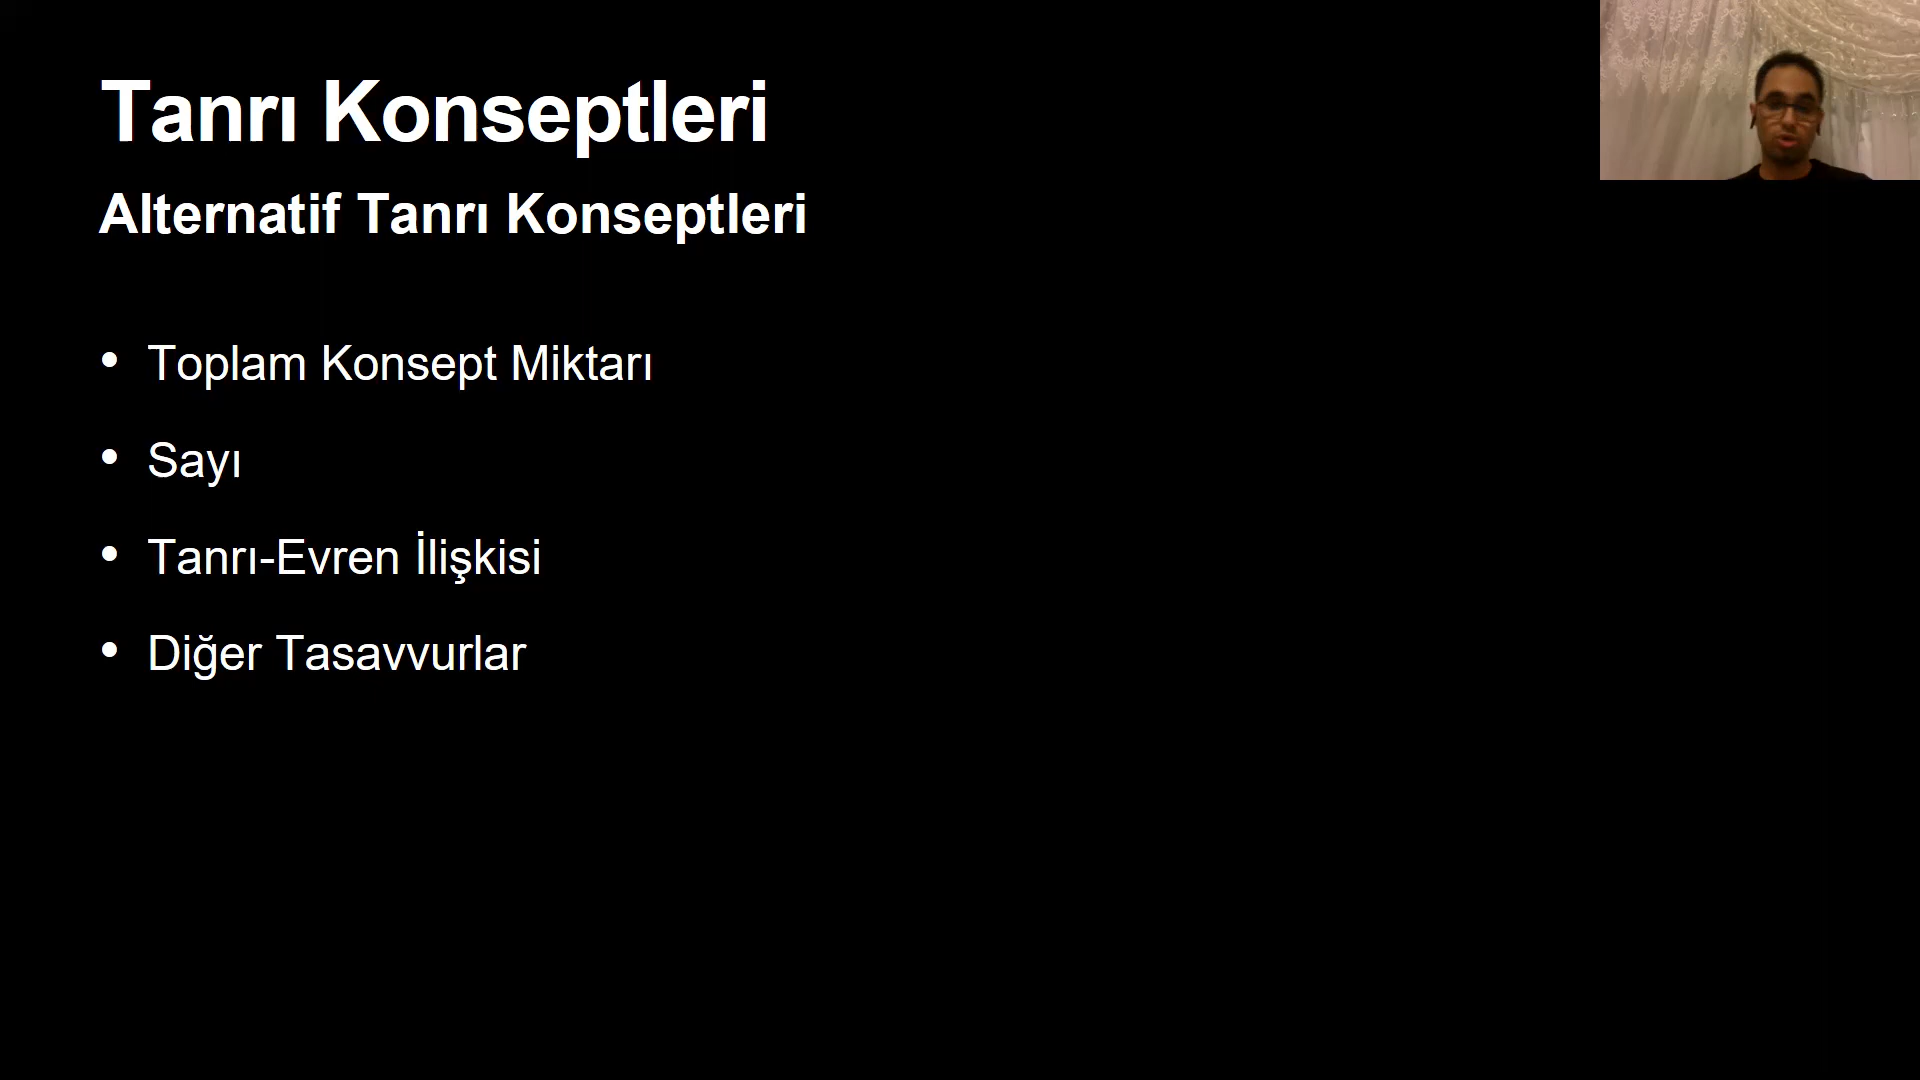 Tanrı Konseptleri
Alternatif Tanrı Konseptleri
• Toplam Konsept Miktarı
• Sayı
• Tanrı-Evren İlişkisi
• Diğer Tasavvurlar